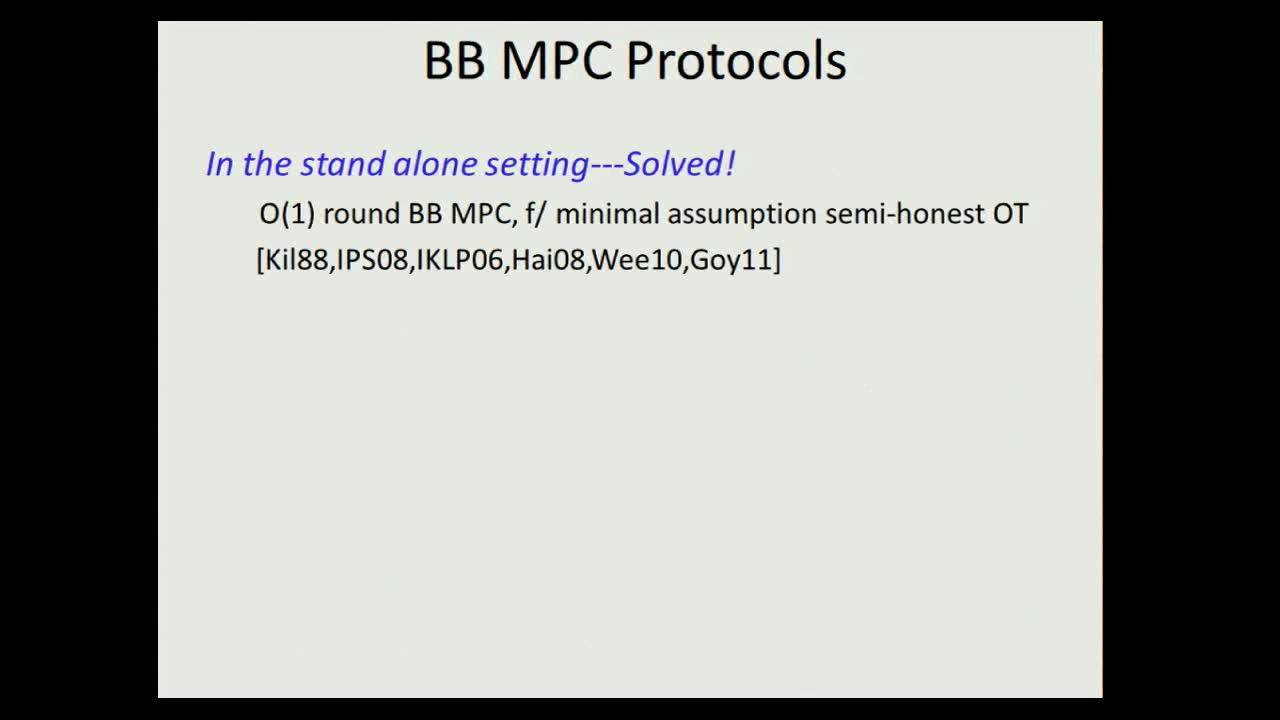 BB MPC Protocols
In the stand alone setting---Solved!
O(1) round BB MPC, f/ minimal assumption semi-honest OT
[Kil88,IPS08,IKLP06,Hai08,Wee10,Goy11]